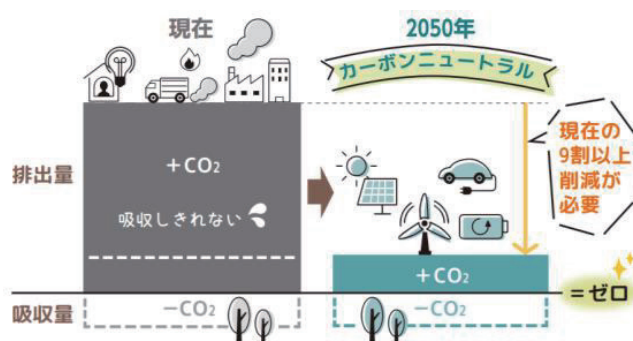 現在
2050年
カーボンニュートラル
排出量
+CO₂
吸収しきれない
現在の
9割以上
削減が
必要
+CO₂
=ゼロ
吸収量
-CO₂
-CO₂